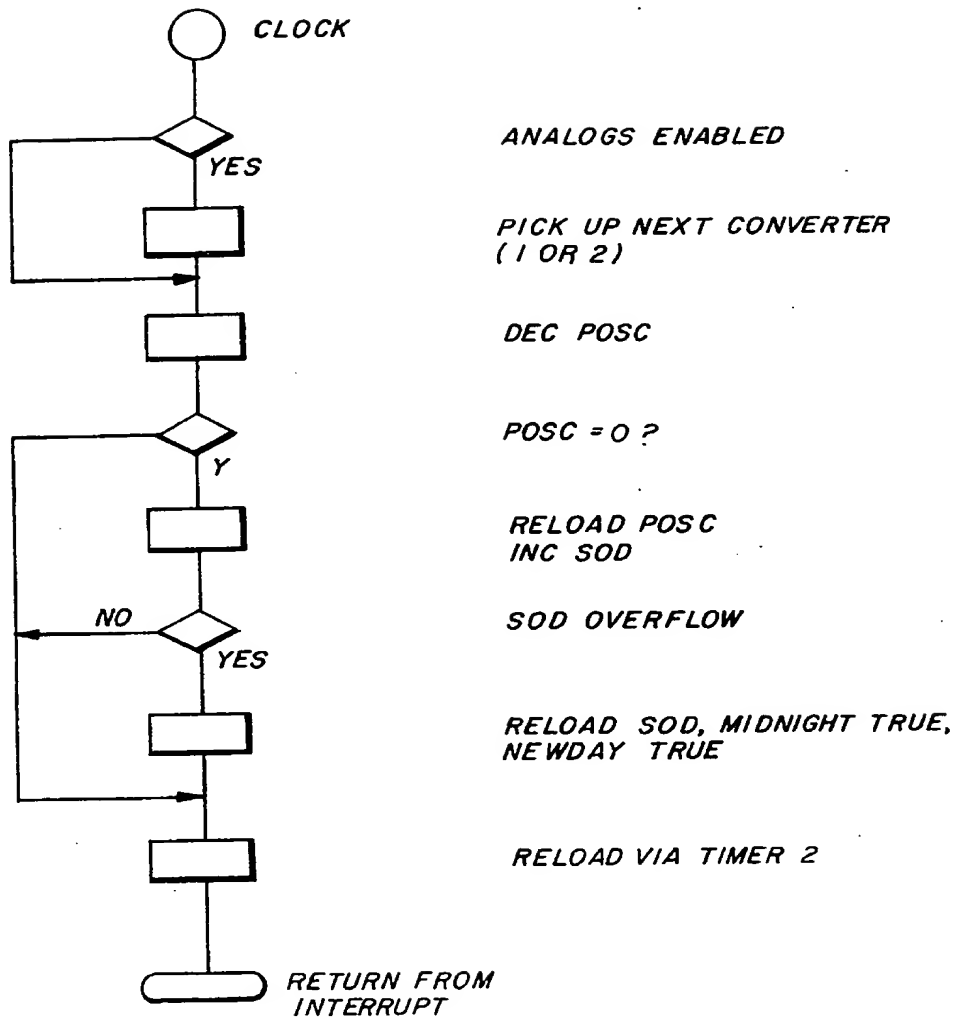 CLOCK
ANALOGS ENABLED
YES
PICK UP NEXT CONVERTER
(1 OR 2)
DEC POSC
POSC = 0 ?
Y
RELOAD POSC
INC SOD
NO
SOD OVERFLOW
YES
RELOAD SOD, MIDNIGHT TRUE,
NEWDAY TRUE
RELOAD VIA TIMER 2
RETURN FROM
INTERRUPT